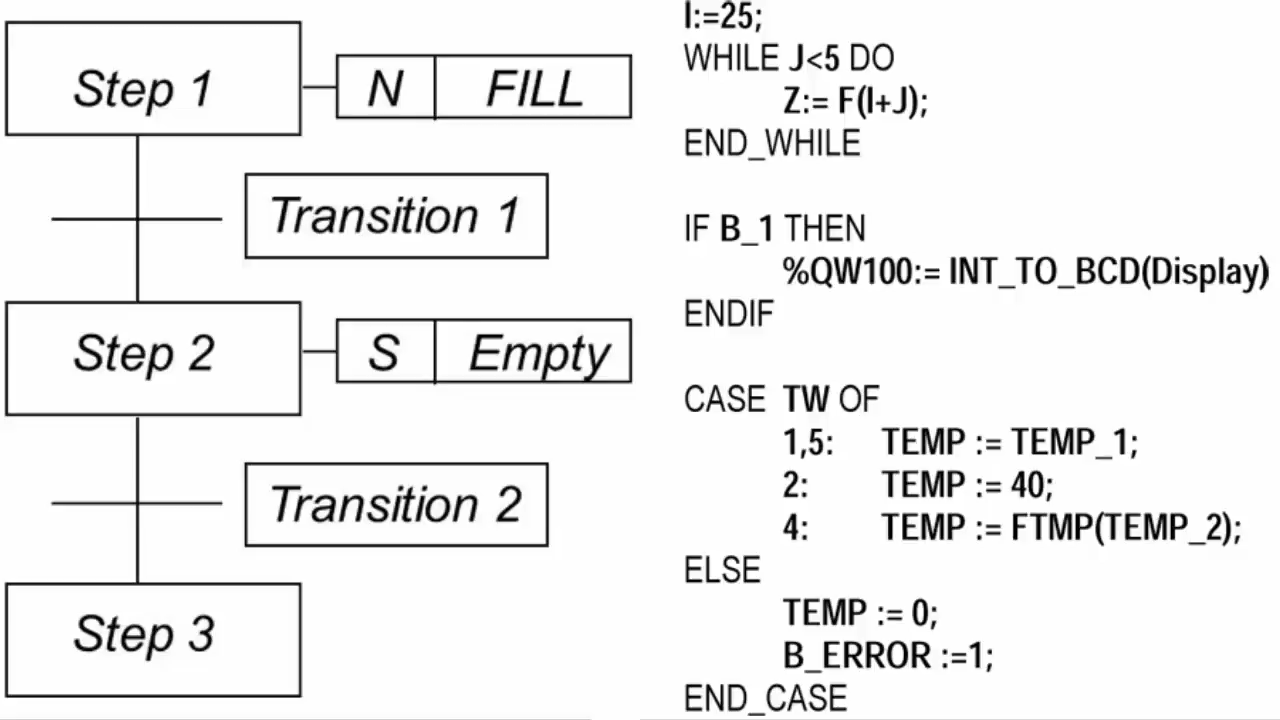 Step 1
N FILL
Transition 1
Step 2
S Empty
Transition 2
Step 3
I:=25;
WHILE J<5 DO
Z:= F(I+J);
END_WHILE
IF B_1 THEN
%QW100:= INT_TO_BCD(Display)
ENDIF
CASE TW OF
1,5: TEMP := TEMP_1;
2: TEMP := 40;
4: TEMP := FTMP(TEMP_2);
ELSE
TEMP := 0;
B_ERROR :=1;
END_CASE